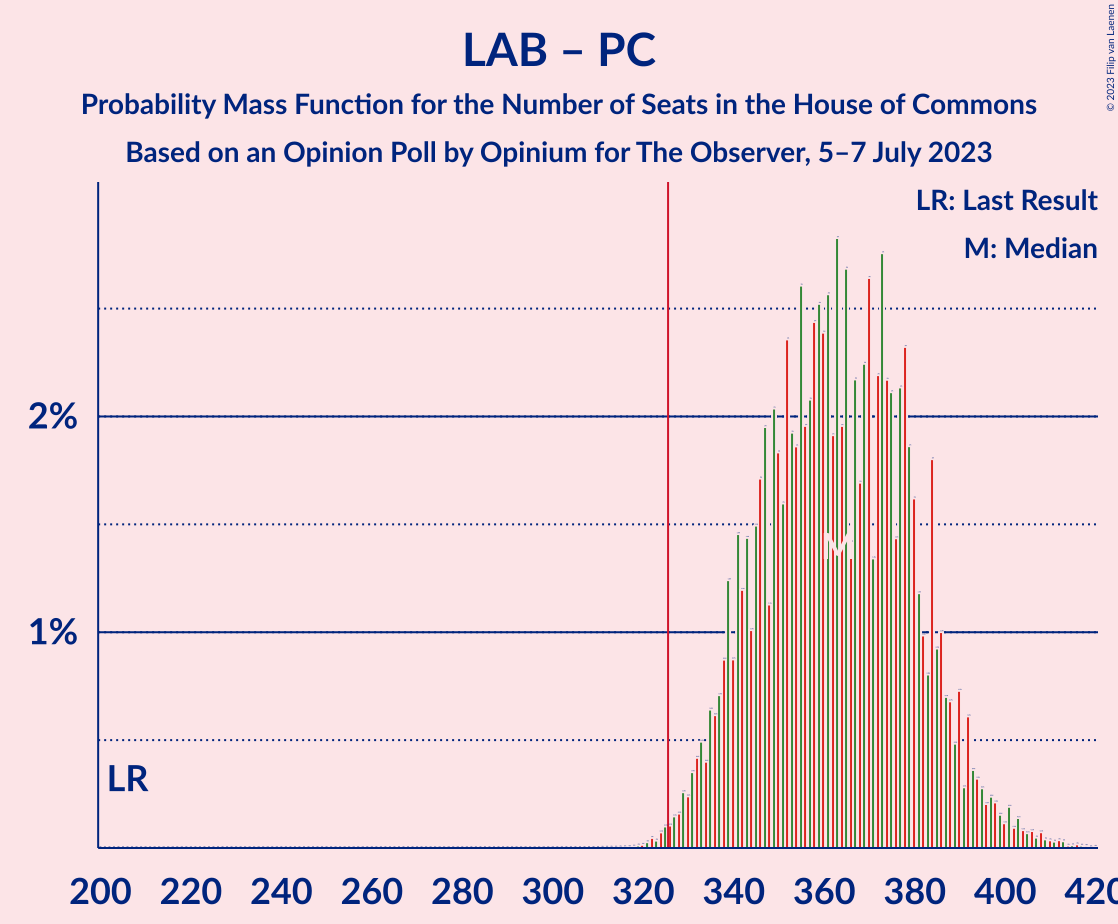 LAB – PC
Probability Mass Function for the Number of Seats in the House of Commons
Based on an Opinion Poll by Opinium for The Observer, 5–7 July 2023
© 2023 Filip van Laenen
LR: Last Result
M: Median
2%
1%
LR
M
200 220 240 260 280 300 320 340 360 380 400 420